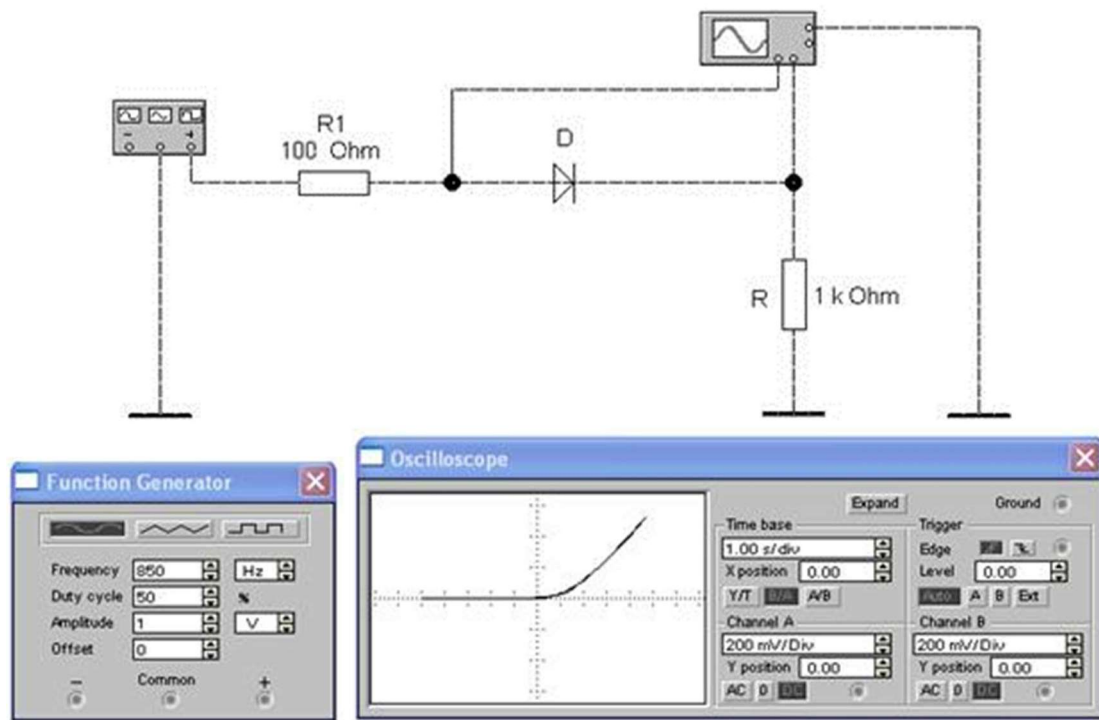 R1
100 Ohm
D
- +
R 1 k Ohm
Function Generator
Frequency 850 Hz
Duty cycle 50 %
Amplitude 1 V
Offset 0
- Common +
Oscilloscope
Expand Ground
Time base
1.00 s/div
X position 0.00
Y/T B/A A/B
Trigger
Edge
Level 0.00
Auto A B Ext
Channel A
200 mV/Div
Y position 0.00
AC 0 DC
Channel B
200 mV/Div
Y position 0.00
AC 0 DC